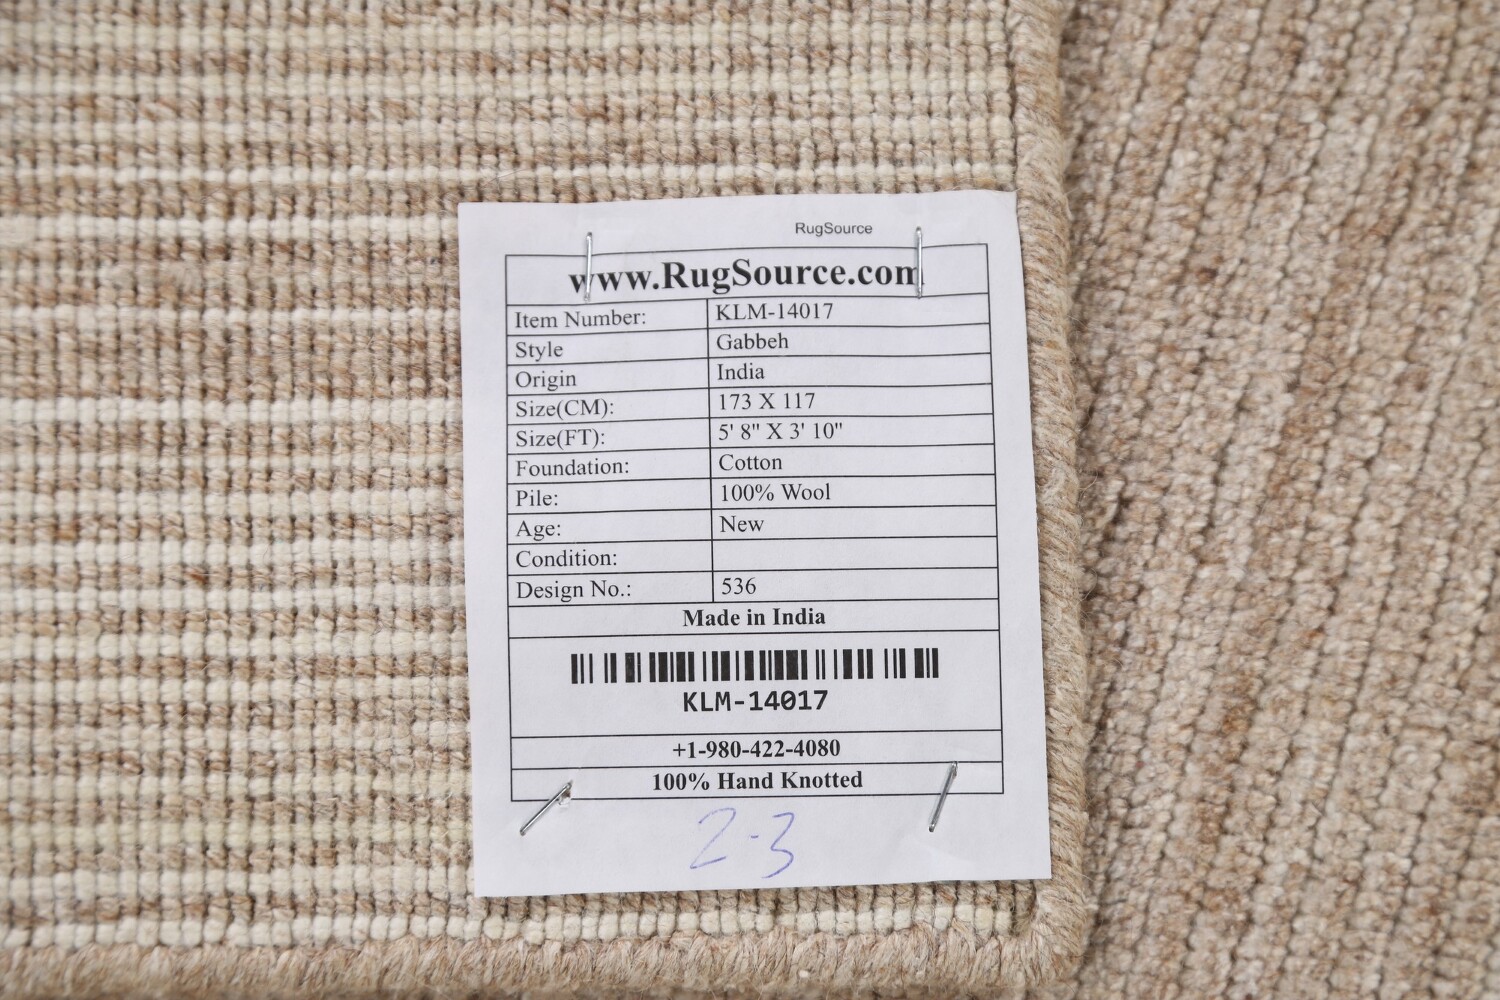 RugSource
www.RugSource.com
Item Number: KLM-14017
Style Gabbeh
Origin India
Size(CM): 173 X 117
Size(FT): 5' 8" X 3' 10"
Foundation: Cotton
Pile: 100% Wool
Age: New
Condition:
Design No.: 536
Made in India
KLM-14017
+1-980-422-4080
100% Hand Knotted
2-3